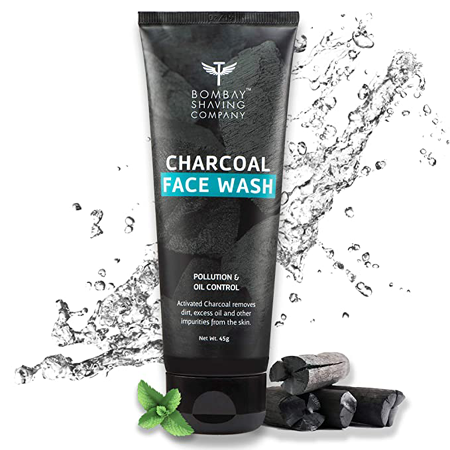 BOMBAY™
SHAVING
COMPANY
CHARCOAL
FACE WASH
POLLUTION &
OIL CONTROL
Activated Charcoal removes
dirt, excess oil and other
impurities from the skin.
Net Wt. 45g